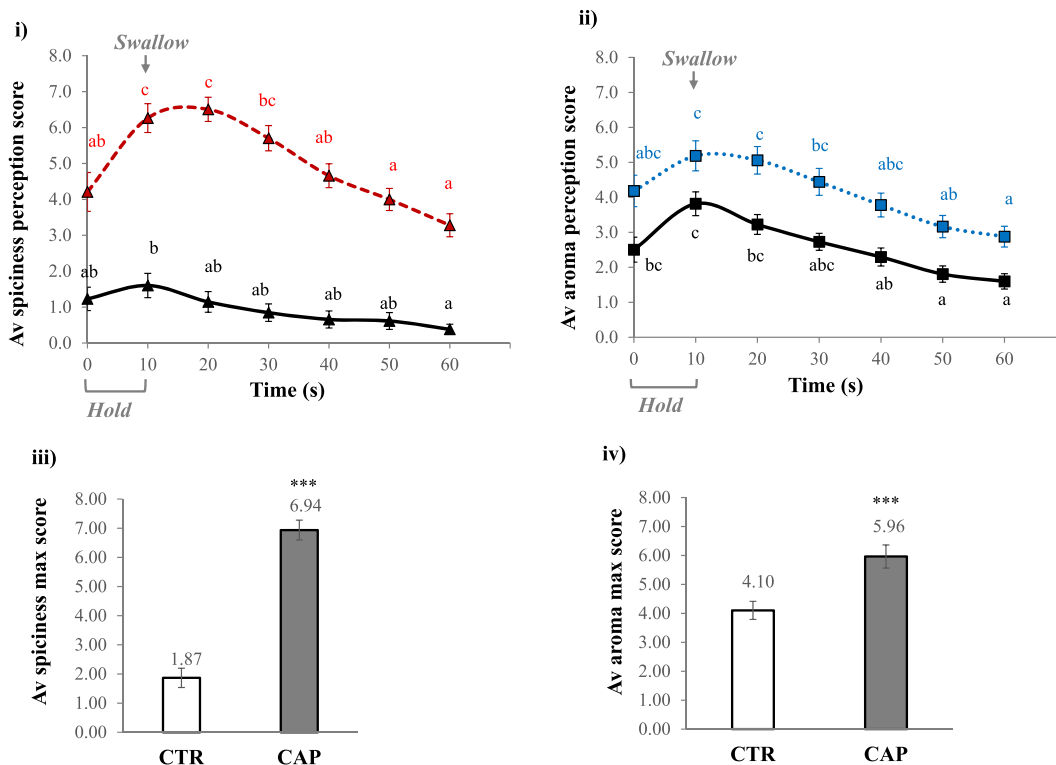 i)
Swallow
8.0
7.0
6.0
5.0
4.0
3.0
2.0
1.0
0.0
Av spiciness perception score
ab
c
c
bc
ab
a
a
ab
b
ab
ab
ab
ab
a
0 10 20 30 40 50 60
Time (s)
Hold
ii)
Swallow
8.0
7.0
6.0
5.0
4.0
3.0
2.0
1.0
0.0
Av aroma perception score
abc
c
c
bc
abc
ab
a
bc
c
bc
abc
ab
a
a
0 10 20 30 40 50 60
Time (s)
Hold
iii)
9.00
8.00
7.00
6.00
5.00
4.00
3.00
2.00
1.00
0.00
Av spiciness max score
1.87
***
6.94
CTR CAP
iv)
8.00
7.00
6.00
5.00
4.00
3.00
2.00
1.00
0.00
Av aroma max score
4.10
***
5.96
CTR CAP